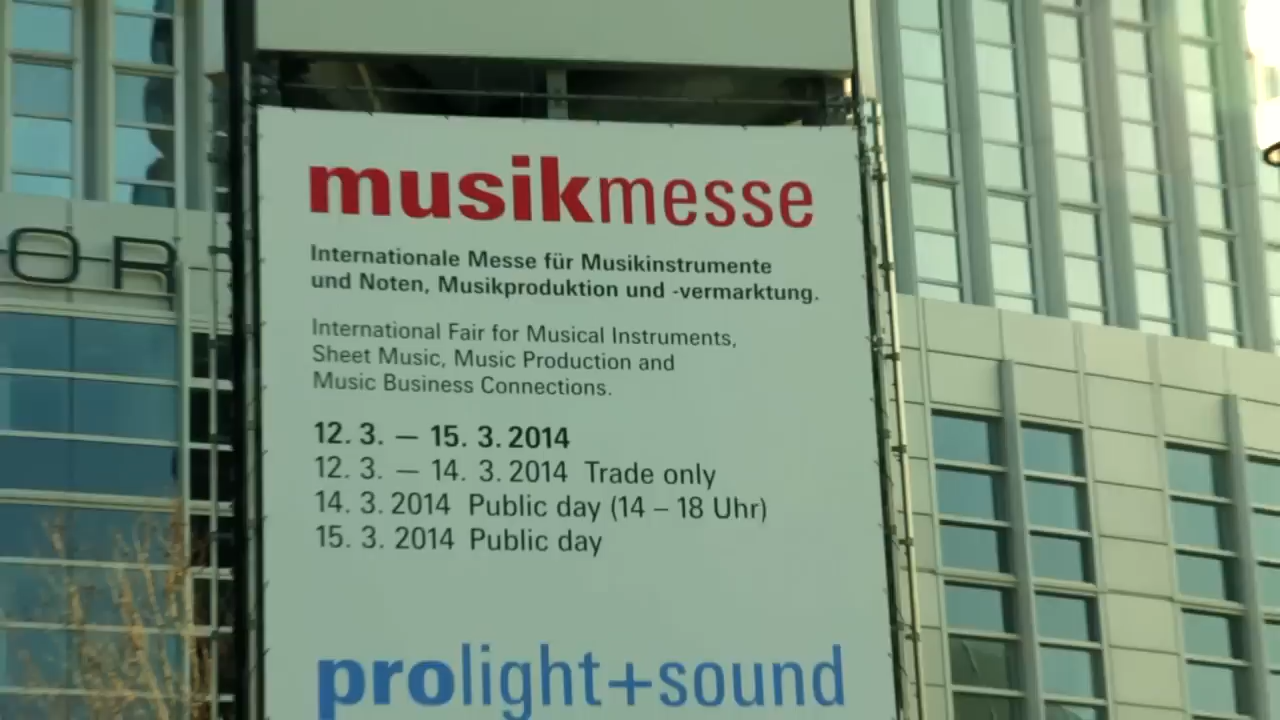 OR
musikmesse
Internationale Messe für Musikinstrumente
und Noten, Musikproduktion und -vermarktung.
International Fair for Musical Instruments,
Sheet Music, Music Production and
Music Business Connections.
12. 3. — 15. 3. 2014
12. 3. — 14. 3. 2014 Trade only
14. 3. 2014 Public day (14 – 18 Uhr)
15. 3. 2014 Public day
prolight+sound